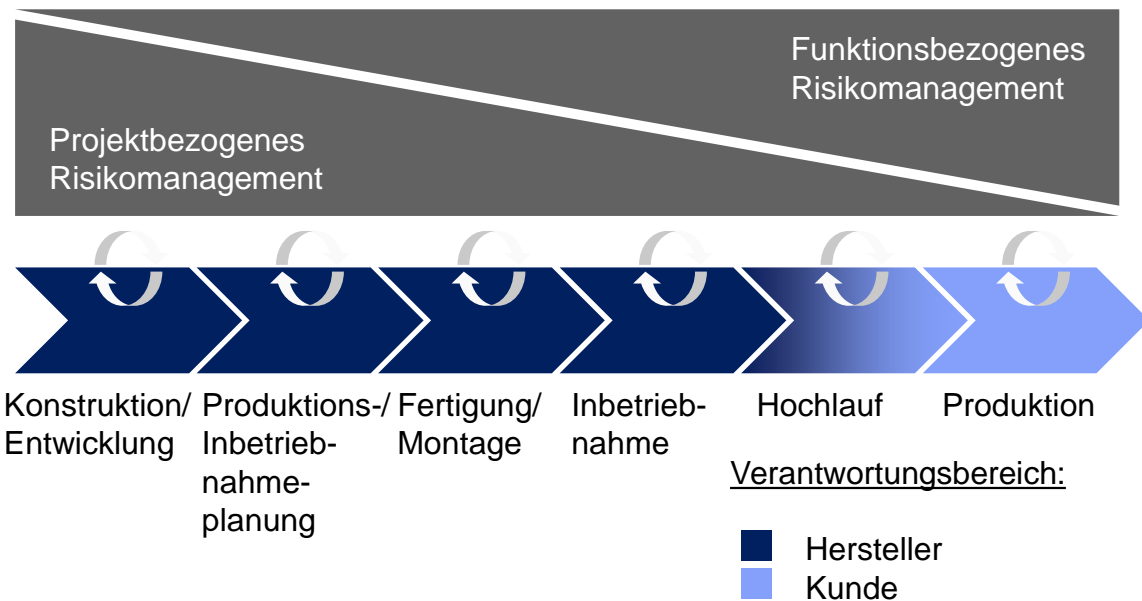 Funktionsbezogenes
Risikomanagement
Projektbezogenes
Risikomanagement
Konstruktion/
Entwicklung
Produktions-/
Inbetrieb-
nahme-
planung
Fertigung/
Montage
Inbetrieb-
nahme
Hochlauf
Produktion
Verantwortungsbereich:
Hersteller
Kunde